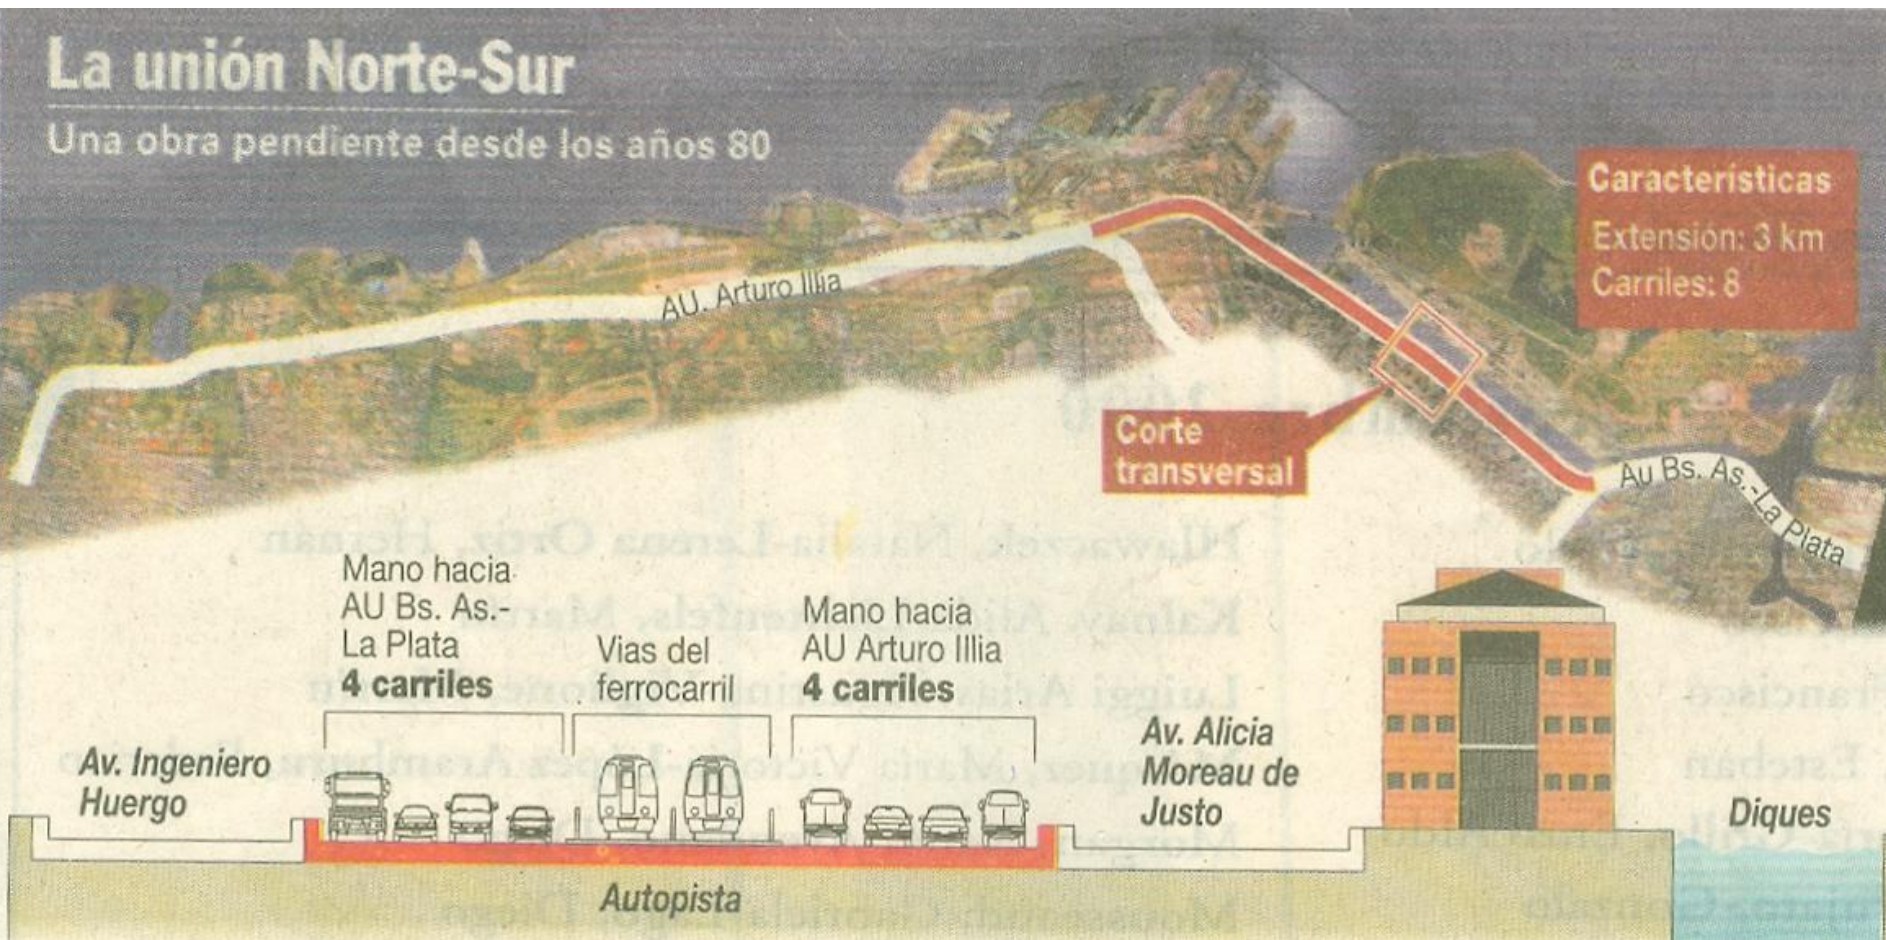 La unión Norte-Sur
Una obra pendiente desde los años 80
Características
Extensión: 3 km
Carriles: 8
AU. Arturo Illia
Corte
transversal
Au Bs. As.-La Plata
Mano hacia
AU Bs. As.-
La Plata
4 carriles
Vias del
ferrocarril
Mano hacia
AU Arturo Illia
4 carriles
Av. Ingeniero
Huergo
Av. Alicia
Moreau de
Justo
Diques
Autopista